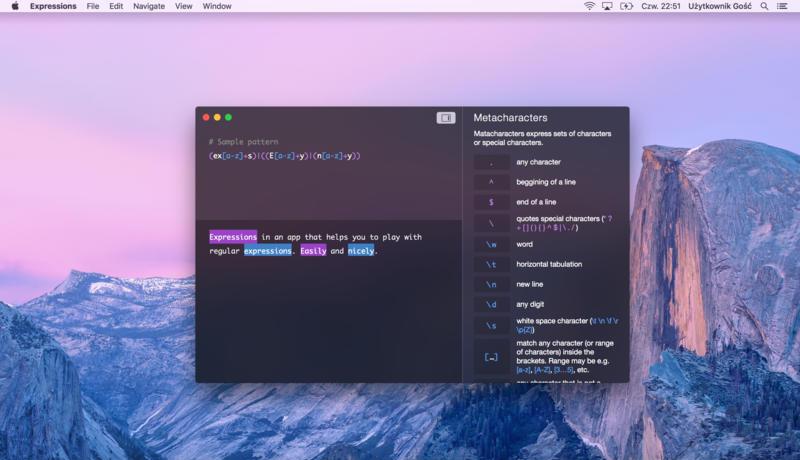 Expressions File Edit Navigate View Window Czw. 22:51 Użytkownik Gość
# Sample pattern
(ex[a-z]+s)|((E[a-z]+y)|(n[a-z]+y))
Expressions in an app that helps you to play with
regular expressions. Easily and nicely.
Metacharacters
Matacharacters express sets of characters
or special characters.
. any character
^ beggining of a line
$ end of a line
\ quotes special characters (* ?
+ [ ] ( ) { } ^ $ | \ . / )
\w word
\t horizontal tabulation
\n new line
\d any digit
\s white space character (\t \n \f \r
\p{Z})
[…] match any character (or range
of characters) inside the
brackets. Range may be e.g.
[a-z], [A-Z], [3…5], etc.